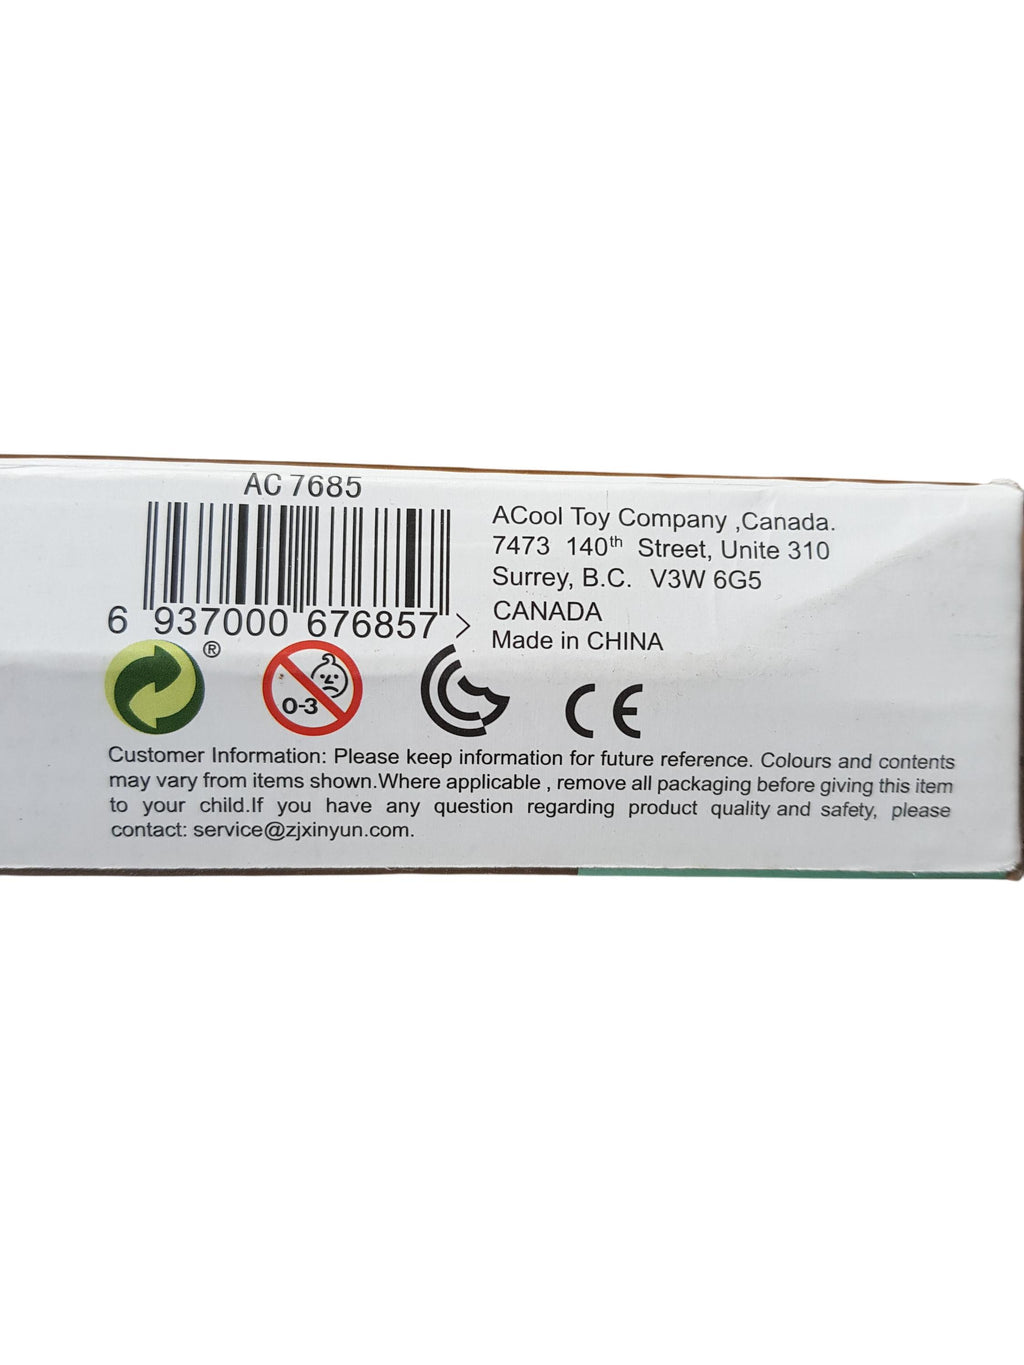 AC 7685
6 937000 676857 >
ACool Toy Company ,Canada.
7473 140th Street, Unite 310
Surrey, B.C. V3W 6G5
CANADA
Made in CHINA
®
0-3
CE
Customer Information: Please keep information for future reference. Colours and contents
may vary from items shown.Where applicable , remove all packaging before giving this item
to your child.If you have any question regarding product quality and safety, please
contact: service@zjxinyun.com.